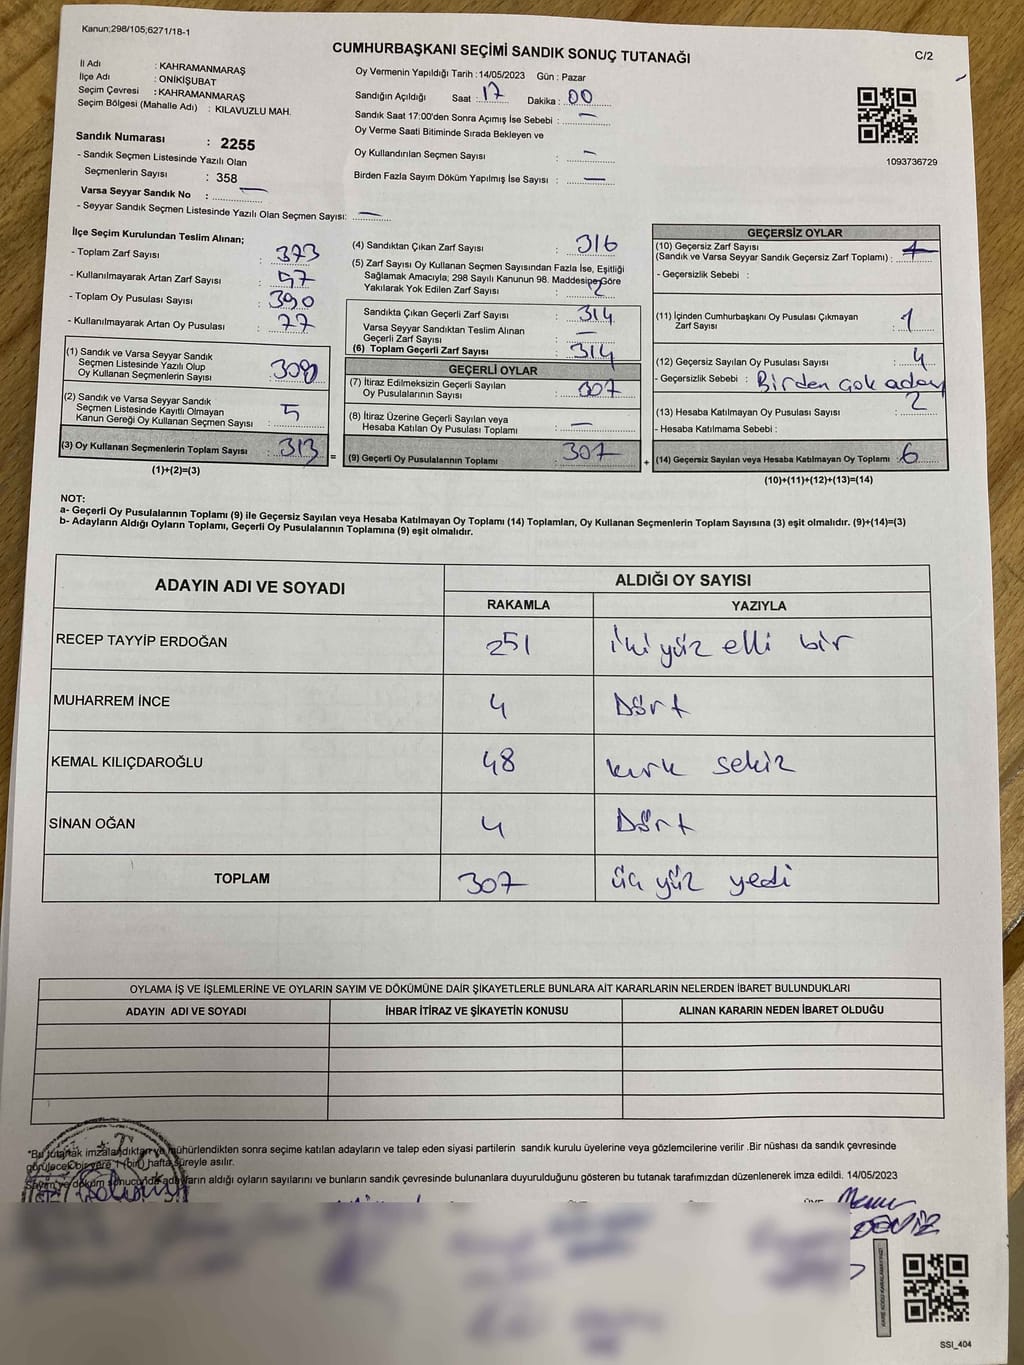 Kanun;298/105;6271/18-1
CUMHURBAŞKANI SEÇİMİ SANDIK SONUÇ TUTANAĞI
C/2
İl Adı : KAHRAMANMARAŞ
İlçe Adı : ONİKİŞUBAT
Seçim Çevresi : KAHRAMANMARAŞ
Seçim Bölgesi (Mahalle Adı) : KILAVUZLU MAH.
Sandık Numarası : 2255
- Sandık Seçmen Listesinde Yazılı Olan
Seçmenlerin Sayısı : 358
Varsa Seyyar Sandık No : —
- Seyyar Sandık Seçmen Listesinde Yazılı Olan Seçmen Sayısı: —
Oy Vermenin Yapıldığı Tarih : 14/05/2023 Gün : Pazar
Sandığın Açıldığı Saat : 17 Dakika : 00
Sandık Saat 17:00'den Sonra Açımış İse Sebebi : —
Oy Verme Saati Bitiminde Sırada Bekleyen ve
Oy Kullandırılan Seçmen Sayısı : —
Birden Fazla Sayım Döküm Yapılmış İse Sayısı : —
1093736729
İlçe Seçim Kurulundan Teslim Alınan;
- Toplam Zarf Sayısı : 373
- Kullanılmayarak Artan Zarf Sayısı : 57
- Toplam Oy Pusulası Sayısı : 390
- Kullanılmayarak Artan Oy Pusulası : 77
(1) Sandık ve Varsa Seyyar Sandık
Seçmen Listesinde Yazılı Olup
Oy Kullanan Seçmenlerin Sayısı : 308
(2) Sandık ve Varsa Seyyar Sandık
Seçmen Listesinde Kayıtlı Olmayan
Kanun Gereği Oy Kullanan Seçmen Sayısı : 5
(3) Oy Kullanan Seçmenlerin Toplam Sayısı : 313
(1)+(2)=(3)
=
(4) Sandıktan Çıkan Zarf Sayısı : 316
(5) Zarf Sayısı Oy Kullanan Seçmen Sayısından Fazla İse, Eşitliği
Sağlamak Amacıyla; 298 Sayılı Kanunun 98. Maddesine Göre
Yakılarak Yok Edilen Zarf Sayısı : 2
Sandıkta Çıkan Geçerli Zarf Sayısı : 314
Varsa Seyyar Sandıktan Teslim Alınan
Geçerli Zarf Sayısı : —
(6) Toplam Geçerli Zarf Sayısı : 314
GEÇERLİ OYLAR
(7) İtiraz Edilmeksizin Geçerli Sayılan
Oy Pusulasının Sayısı : 307
(8) İtiraz Üzerine Geçerli Sayılan veya
Hesaba Katılan Oy Pusulası Toplamı : —
(9) Geçerli Oy Pusulalarının Toplamı : 307
+
GEÇERSİZ OYLAR
(10) Geçersiz Zarf Sayısı
(Sandık ve Varsa Seyyar Sandık Geçersiz Zarf Toplamı) :
- Geçersizlik Sebebi :
(11) İçinden Cumhurbaşkanı Oy Pusulası Çıkmayan
Zarf Sayısı : 1
(12) Geçersiz Sayılan Oy Pusulası Sayısı : 4
- Geçersizlik Sebebi : Birden çok aday
(13) Hesaba Katılmayan Oy Pusulası Sayısı : 2
- Hesaba Katılmama Sebebi :
(14) Geçersiz Sayılan veya Hesaba Katılmayan Oy Toplamı : 6
(10)+(11)+(12)+(13)=(14)
NOT:
a- Geçerli Oy Pusulalarının Toplamı (9) ile Geçersiz Sayılan veya Hesaba Katılmayan Oy Toplamı (14) Toplamları, Oy Kullanan Seçmenlerin Toplam Sayısına (3) eşit olmalıdır. (9)+(14)=(3)
b- Adayların Aldığı Oyların Toplamı, Geçerli Oy Pusulalarının Toplamına (9) eşit olmalıdır.
ADAYIN ADI VE SOYADI
ALDIĞI OY SAYISI
RAKAMLA YAZIYLA
RECEP TAYYİP ERDOĞAN 251 iki yüz elli bir
MUHARREM İNCE 4 Dört
KEMAL KILIÇDAROĞLU 48 kırk sekiz
SİNAN OĞAN 4 Dört
TOPLAM 307 üç yüz yedi
OYLAMA İŞ VE İŞLEMLERİNE VE OYLARIN SAYIM VE DÖKÜMÜNE DAİR ŞİKAYETLERLE BUNLARA AİT KARARLARIN NELERDEN İBARET BULUNDUKLARI
ADAYIN ADI VE SOYADI İHBAR İTİRAZ VE ŞİKAYETİN KONUSU ALINAN KARARIN NEDEN İBARET OLDUĞU
*Bu tutanak imzalandıktan ve mühürlendikten sonra seçime katılan adayların ve talep eden siyasi partilerin sandık kurulu üyelerine veya gözlemcilerine verilir .Bir nüshası da sandık çevresinde
görülecek bir yere 1 (bir) hafta süreyle asılır.
Sayım ve döküm sonucunda adayların aldığı oyların sayılarını ve bunların sandık çevresinde bulunanlara duyurulduğunu gösteren bu tutanak tarafımızdan düzenlenerek imza edildi. 14/05/2023
DENİZ
SSI_404